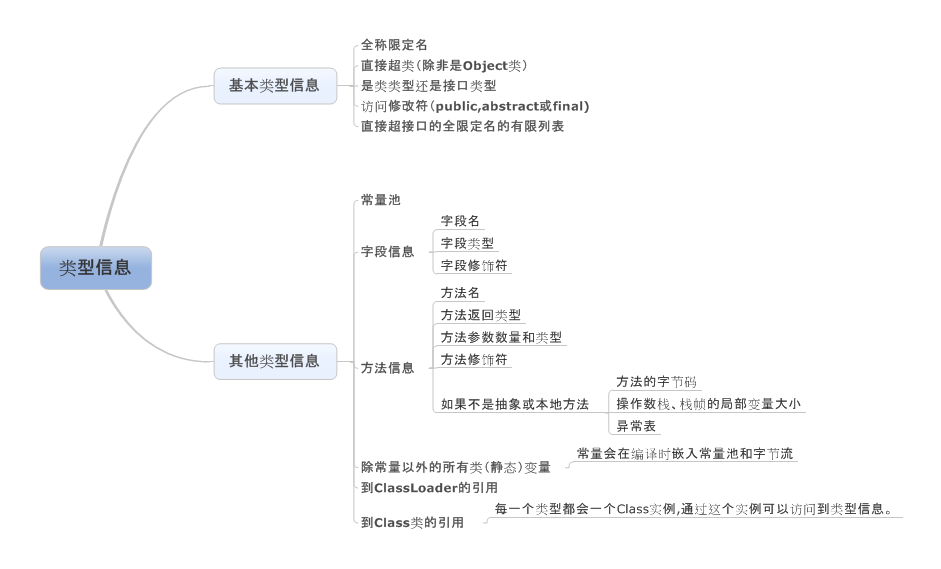 类型信息
基本类型信息
全称限定名
直接超类(除非是Object类)
是类类型还是接口类型
访问修改符(public,abstract或final)
直接超接口的全限定名的有限列表
其他类型信息
常量池
字段信息
字段名
字段类型
字段修饰符
方法信息
方法名
方法返回类型
方法参数数量和类型
方法修饰符
如果不是抽象或本地方法
方法的字节码
操作数栈、栈帧的局部变量大小
异常表
除常量以外的所有类(静态)变量
常量会在编译时嵌入常量池和字节流
到ClassLoader的引用
到Class类的引用
每一个类型都会一个Class实例,通过这个实例可以访问到类型信息。